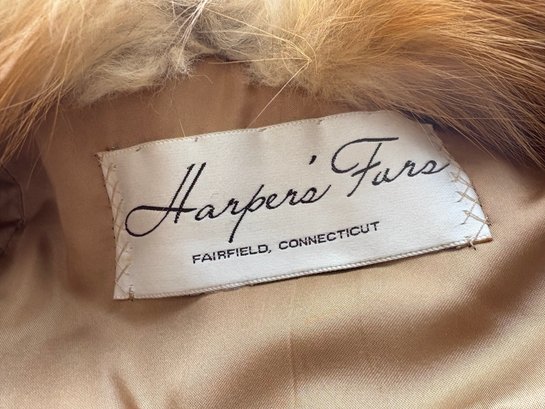 Harpers' Furs
FAIRFIELD, CONNECTICUT